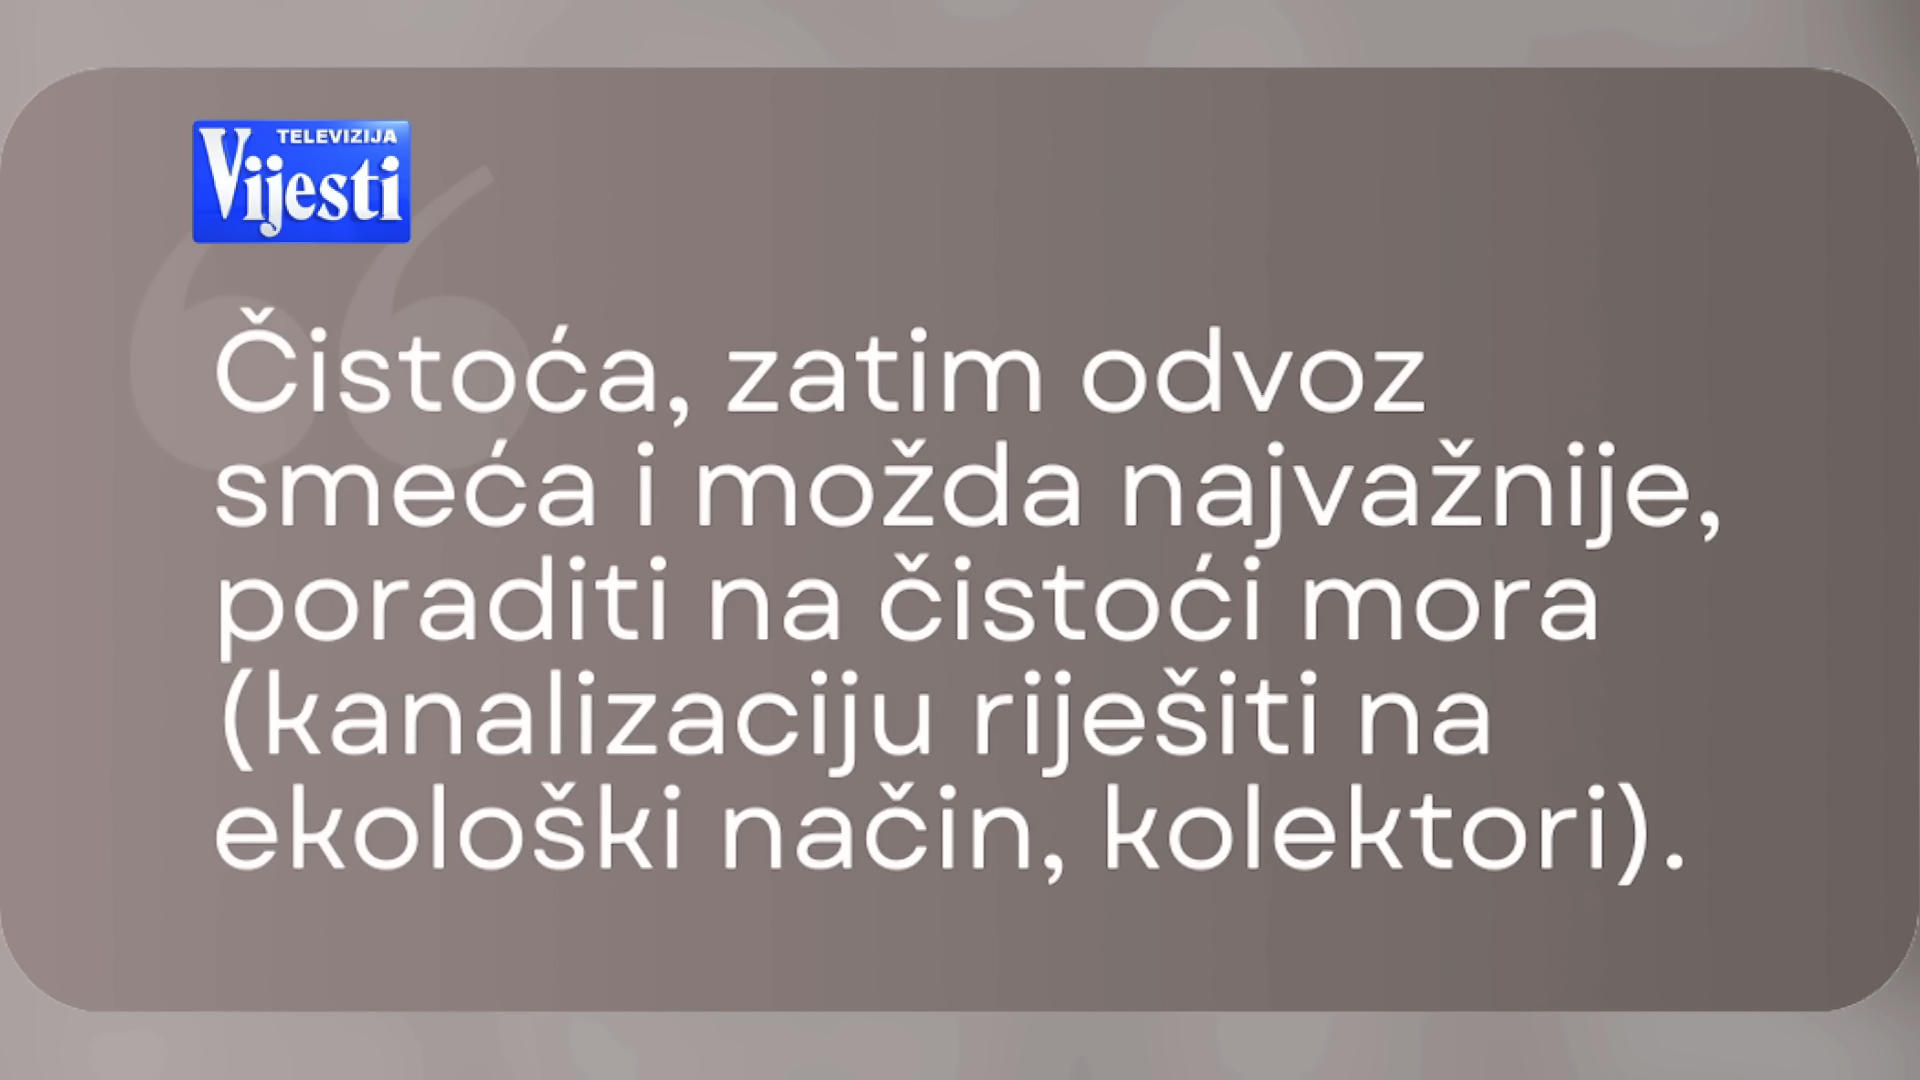 TELEVIZIJA
Vijesti
Čistoća, zatim odvoz
smeća i možda najvažnije,
poraditi na čistoći mora
(kanalizaciju riješiti na
ekološki način, kolektori).